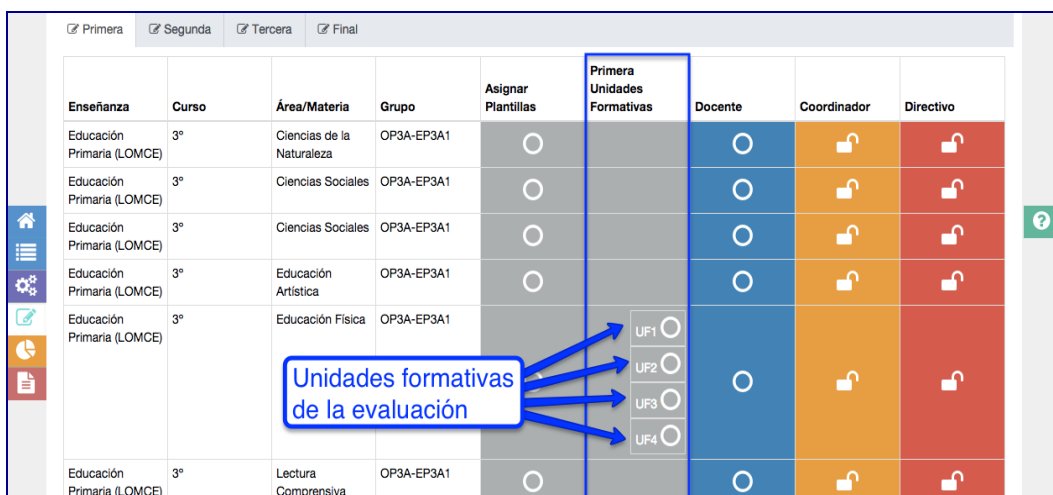 Primera Segunda Tercera Final
Primera
Asignar Unidades
Enseñanza Curso Área/Materia Grupo Plantillas Formativas Docente Coordinador Directivo
Educación 3º Ciencias de la OP3A-EP3A1
Primaria (LOMCE) Naturaleza
Educación 3º Ciencias Sociales OP3A-EP3A1
Primaria (LOMCE)
Educación 3º Ciencias Sociales OP3A-EP3A1
Primaria (LOMCE)
Educación 3º Educación OP3A-EP3A1
Primaria (LOMCE) Artística
Educación 3º Educación Física OP3A-EP3A1
Primaria (LOMCE)
UF1
UF2
UF3
UF4
Unidades formativas
de la evaluación
Educación 3º Lectura OP3A-EP3A1
Primaria (LOMCE) Comprensiva